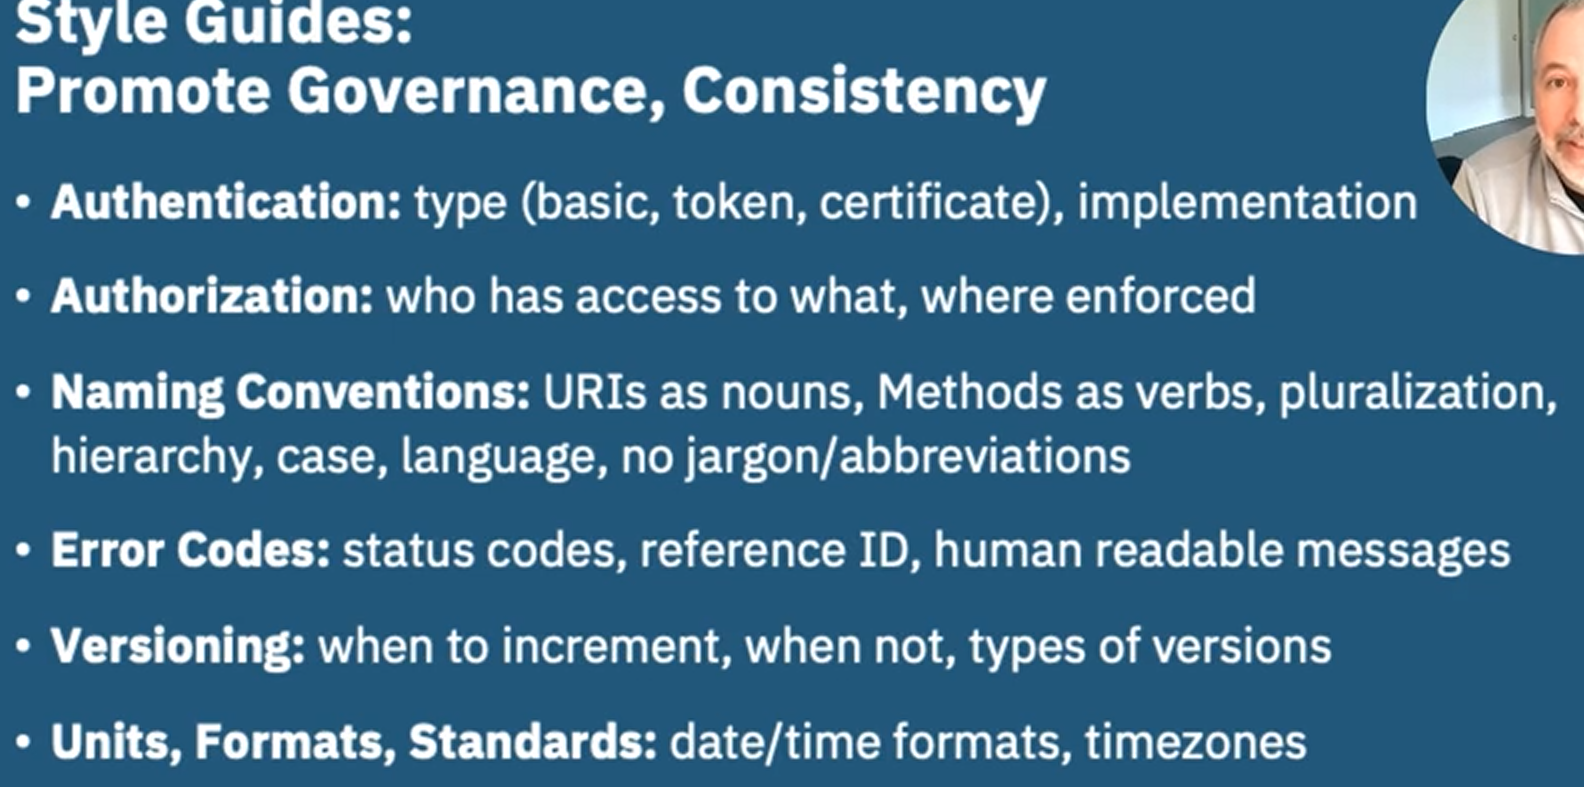 Style Guides:
Promote Governance, Consistency
• Authentication: type (basic, token, certificate), implementation
• Authorization: who has access to what, where enforced
• Naming Conventions: URIs as nouns, Methods as verbs, pluralization,
hierarchy, case, language, no jargon/abbreviations
• Error Codes: status codes, reference ID, human readable messages
• Versioning: when to increment, when not, types of versions
• Units, Formats, Standards: date/time formats, timezones